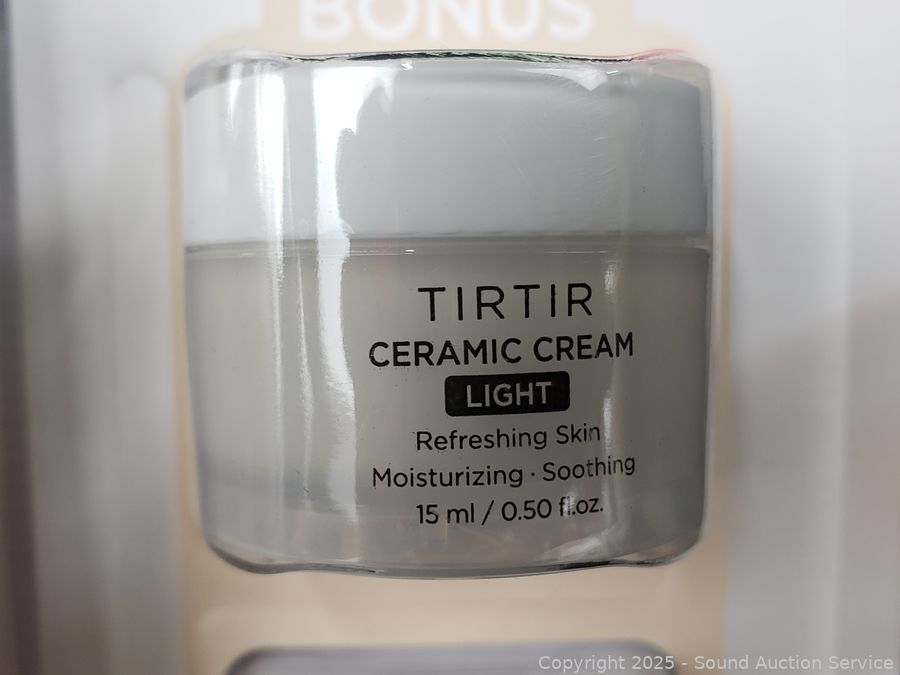 BONUS
TIRTIR
CERAMIC CREAM
LIGHT
Refreshing Skin
Moisturizing · Soothing
15 ml / 0.50 fl.oz.
Copyright 2025 - Sound Auction Service